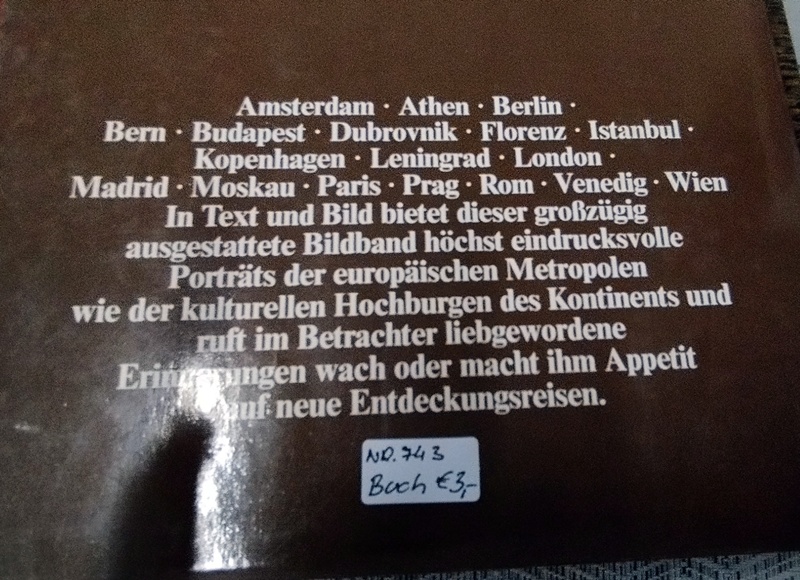 Amsterdam · Athen · Berlin ·
Bern · Budapest · Dubrovnik · Florenz · Istanbul ·
Kopenhagen · Leningrad · London ·
Madrid · Moskau · Paris · Prag · Rom · Venedig · Wien
In Text und Bild bietet dieser großzügig
ausgestattete Bildband höchst eindrucksvolle
Porträts der europäischen Metropolen
wie der kulturellen Hochburgen des Kontinents und
ruft im Betrachter liebgewordene
Erinnerungen wach oder macht ihm Appetit
auf neue Entdeckungsreisen.
NR. 743
Buch €3,-